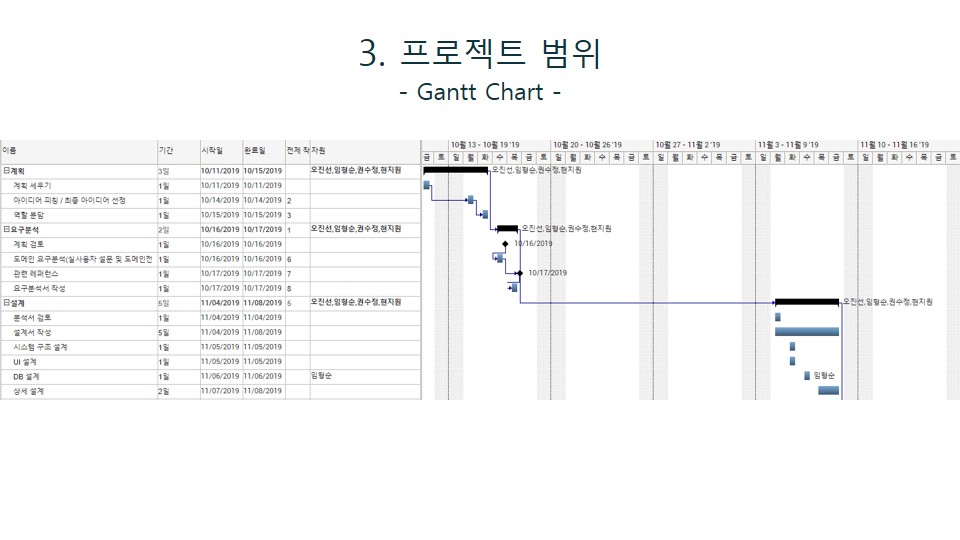 3. 프로젝트 범위
- Gantt Chart -
이름 기간 시작일 완료일 전제 작 자원
10월 13 - 10월 19 '19 10월 20 - 10월 26 '19 10월 27 - 11월 2 '19 11월 3 - 11월 9 '19 11월 10 - 11월 16 '19
금 토 일 월 화 수 목 금 토 일 월 화 수 목 금 토 일 월 화 수 목 금 토 일 월 화 수 목 금 토 일 월 화 수 목 금 토
계획 3일 10/11/2019 10/15/2019 오진선,임형순,권수정,현지원 오진선,임형순,권수정,현지원
계획 세우기 1일 10/11/2019 10/11/2019
아이디어 피칭 / 최종 아이디어 선정 1일 10/14/2019 10/14/2019 2
역할 분담 1일 10/15/2019 10/15/2019 3
요구분석 2일 10/16/2019 10/17/2019 1 오진선,임형순,권수정,현지원 오진선,임형순,권수정,현지원
계획 검토 1일 10/16/2019 10/16/2019 10/16/2019
도메인 요구분석(실사용자 설문 및 도메인전 1일 10/16/2019 10/16/2019 6
관련 레퍼런스 1일 10/17/2019 10/17/2019 7 10/17/2019
요구분석서 작성 1일 10/17/2019 10/17/2019 8
설계 5일 11/04/2019 11/08/2019 5 오진선,임형순,권수정,현지원 오진선,임형순,권수정,현지원
분석서 검토 1일 11/04/2019 11/04/2019
설계서 작성 5일 11/04/2019 11/08/2019
시스템 구조 설계 1일 11/05/2019 11/05/2019
UI 설계 1일 11/05/2019 11/05/2019
DB 설계 1일 11/06/2019 11/06/2019 임형순 임형순
상세 설계 2일 11/07/2019 11/08/2019